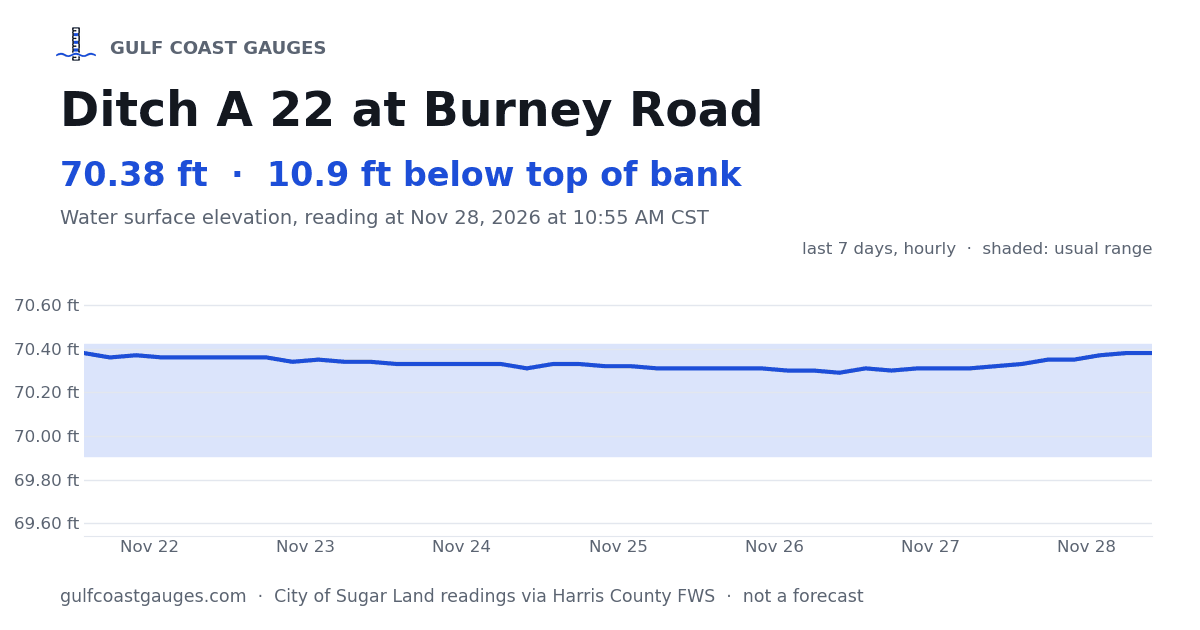 GULF COAST GAUGES
Ditch A 22 at Burney Road
70.38 ft · 10.9 ft below top of bank
Water surface elevation, reading at Nov 28, 2026 at 10:55 AM CST
last 7 days, hourly · shaded: usual range
70.60 ft
70.40 ft
70.20 ft
70.00 ft
69.80 ft
69.60 ft
Nov 22 Nov 23 Nov 24 Nov 25 Nov 26 Nov 27 Nov 28
gulfcoastgauges.com · City of Sugar Land readings via Harris County FWS · not a forecast